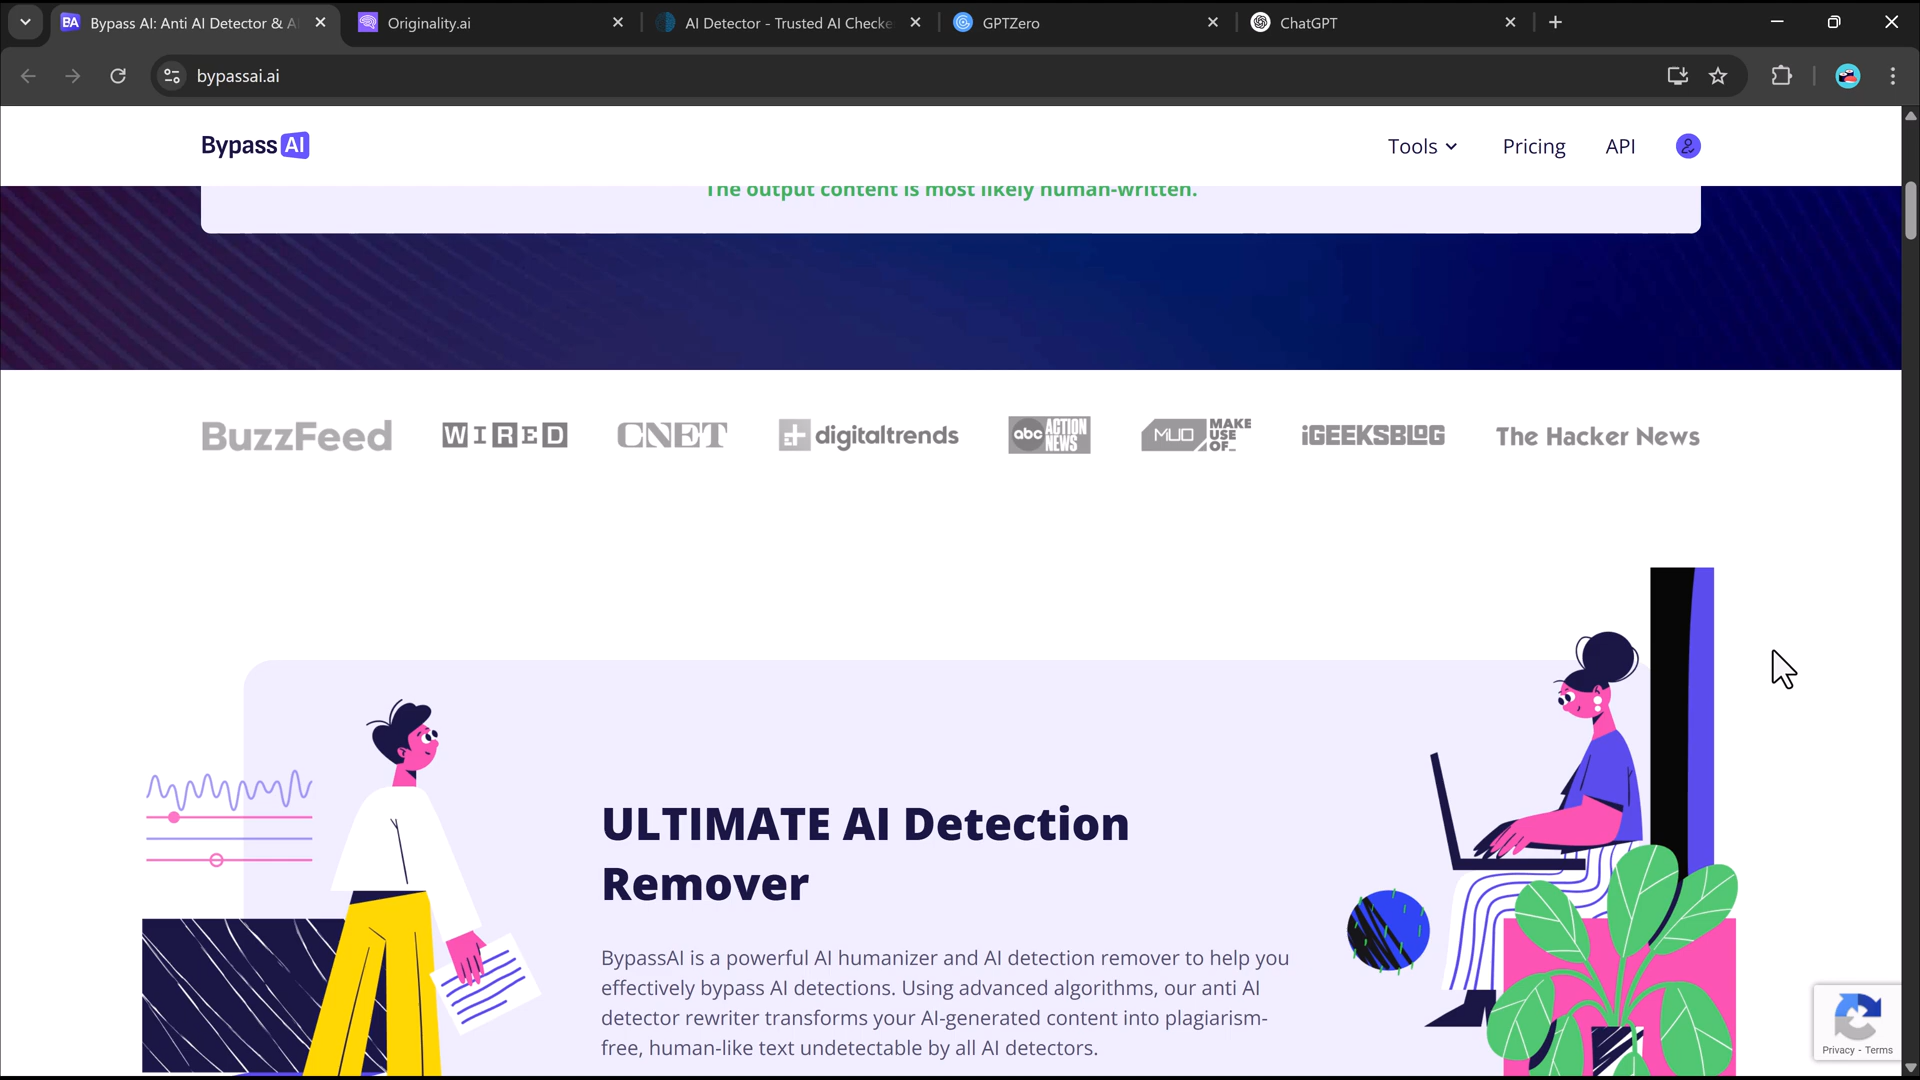 BA Bypass AI: Anti AI Detector & A
Originality.ai
AI Detector - Trusted AI Checke
GPTZero
ChatGPT
bypassai.ai
Bypass AI
Tools
Pricing
API
The output content is most likely human-written.
BuzzFeed
WIRED
CNET
digitaltrends
abc ACTION NEWS
MUO MAKE USE OF_
iGEEKSBLOG
The Hacker News
ULTIMATE AI Detection
Remover
BypassAI is a powerful AI humanizer and AI detection remover to help you
effectively bypass AI detections. Using advanced algorithms, our anti AI
detector rewriter transforms your AI-generated content into plagiarism-
free, human-like text undetectable by all AI detectors.
Privacy - Terms